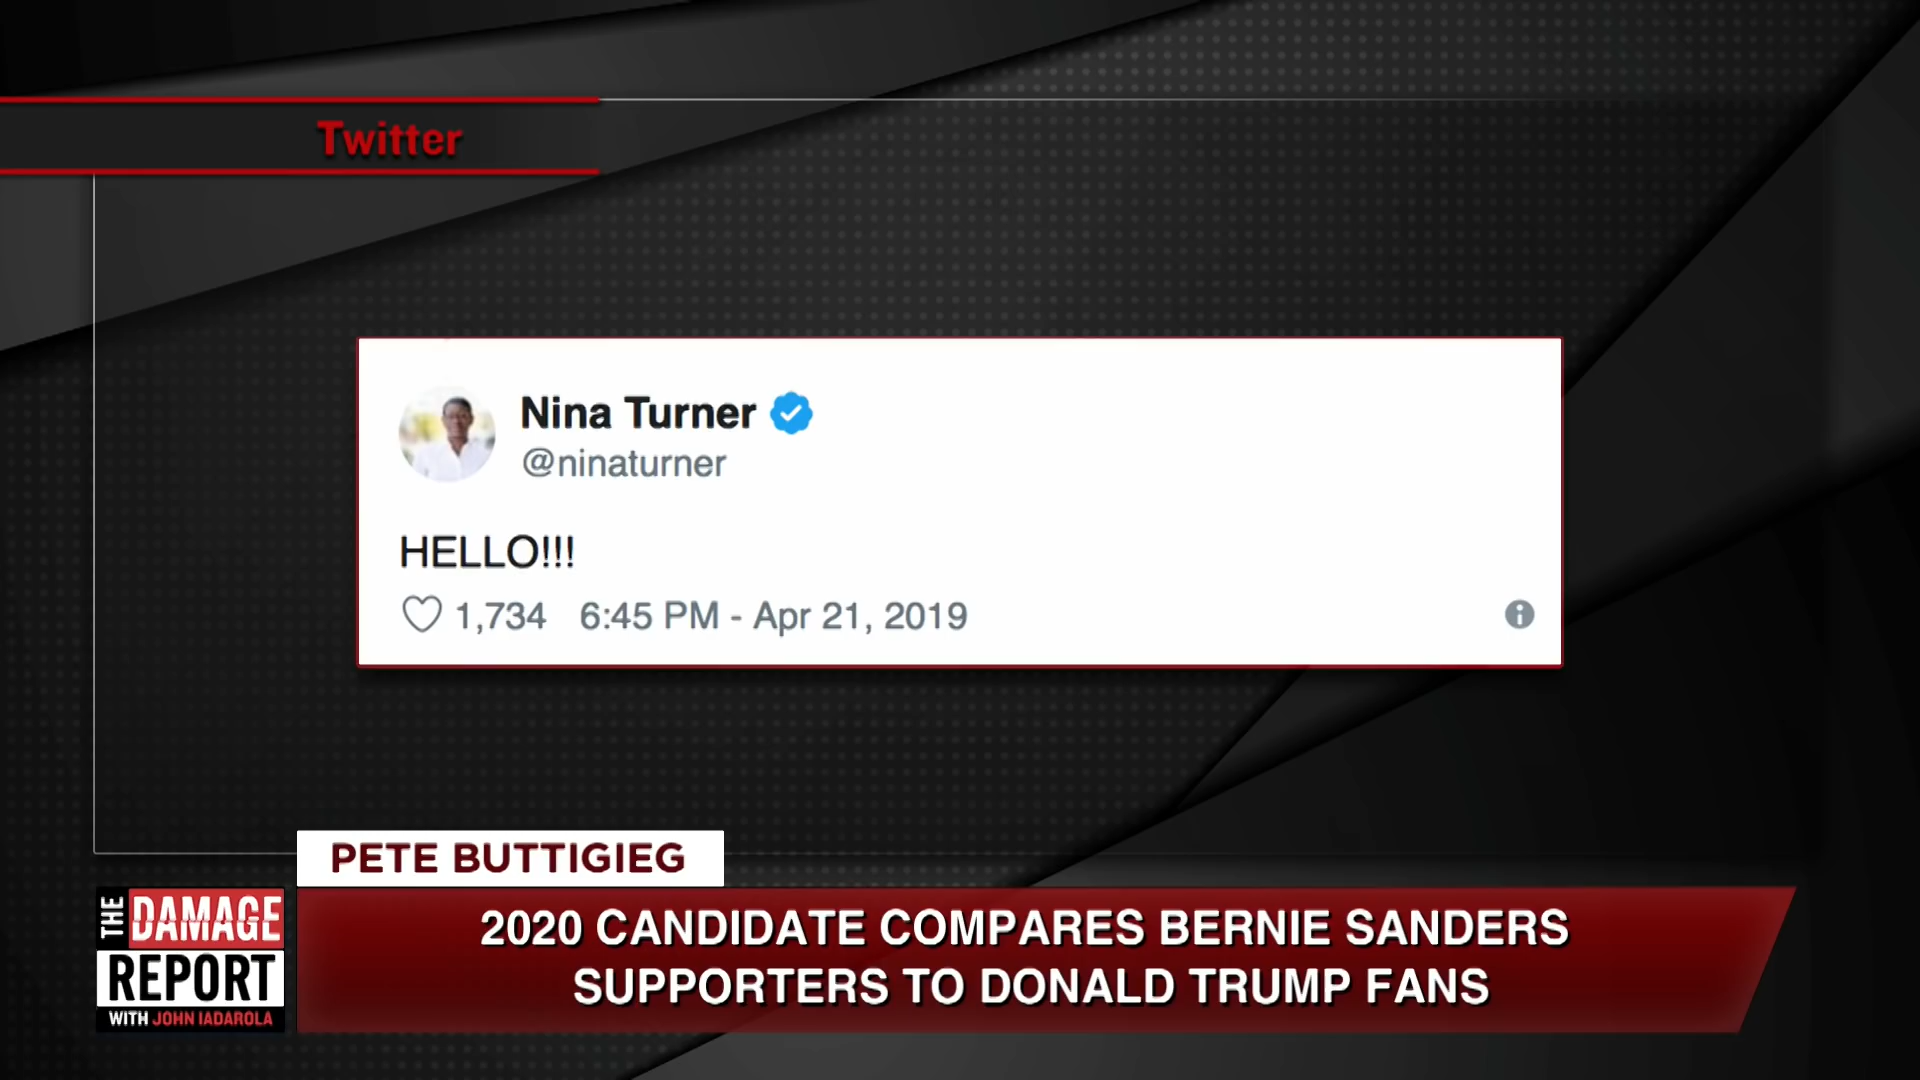 Twitter
Nina Turner
@ninaturner
HELLO!!!
1,734 6:45 PM - Apr 21, 2019
PETE BUTTIGIEG
2020 CANDIDATE COMPARES BERNIE SANDERS
SUPPORTERS TO DONALD TRUMP FANS
THE DAMAGE
REPORT
WITH JOHN IADAROLA